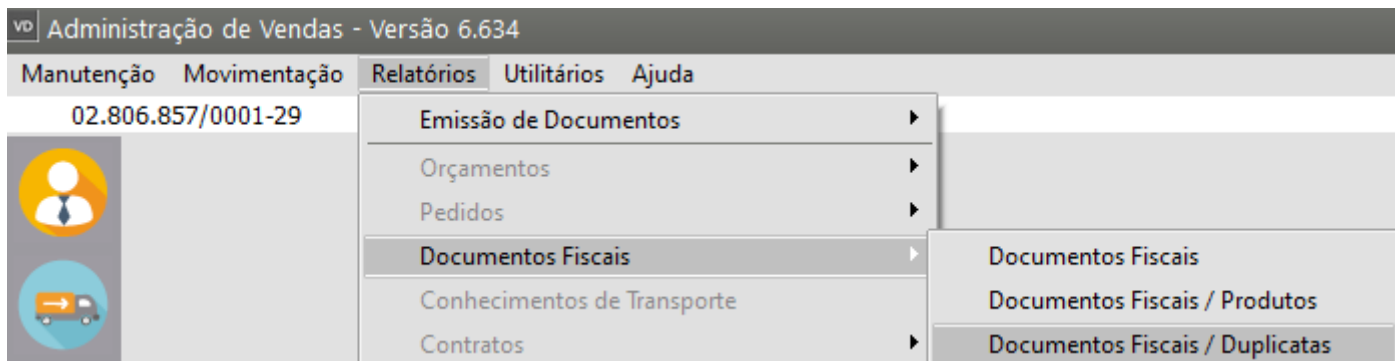 VD Administração de Vendas - Versão 6.634
Manutenção Movimentação Relatórios Utilitários Ajuda
02.806.857/0001-29
Emissão de Documentos
Orçamentos
Pedidos
Documentos Fiscais
Conhecimentos de Transporte
Contratos
Documentos Fiscais
Documentos Fiscais / Produtos
Documentos Fiscais / Duplicatas